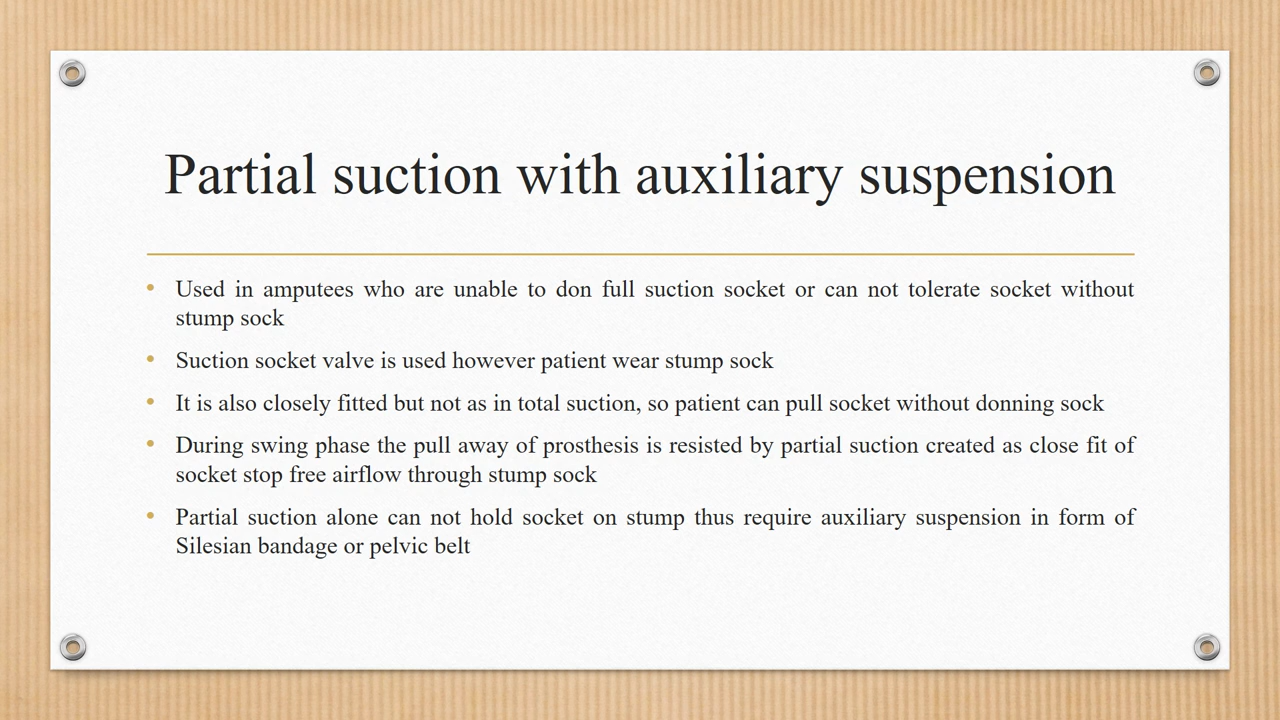 Partial suction with auxiliary suspension
• Used in amputees who are unable to don full suction socket or can not tolerate socket without
stump sock
• Suction socket valve is used however patient wear stump sock
• It is also closely fitted but not as in total suction, so patient can pull socket without donning sock
• During swing phase the pull away of prosthesis is resisted by partial suction created as close fit of
socket stop free airflow through stump sock
• Partial suction alone can not hold socket on stump thus require auxiliary suspension in form of
Silesian bandage or pelvic belt